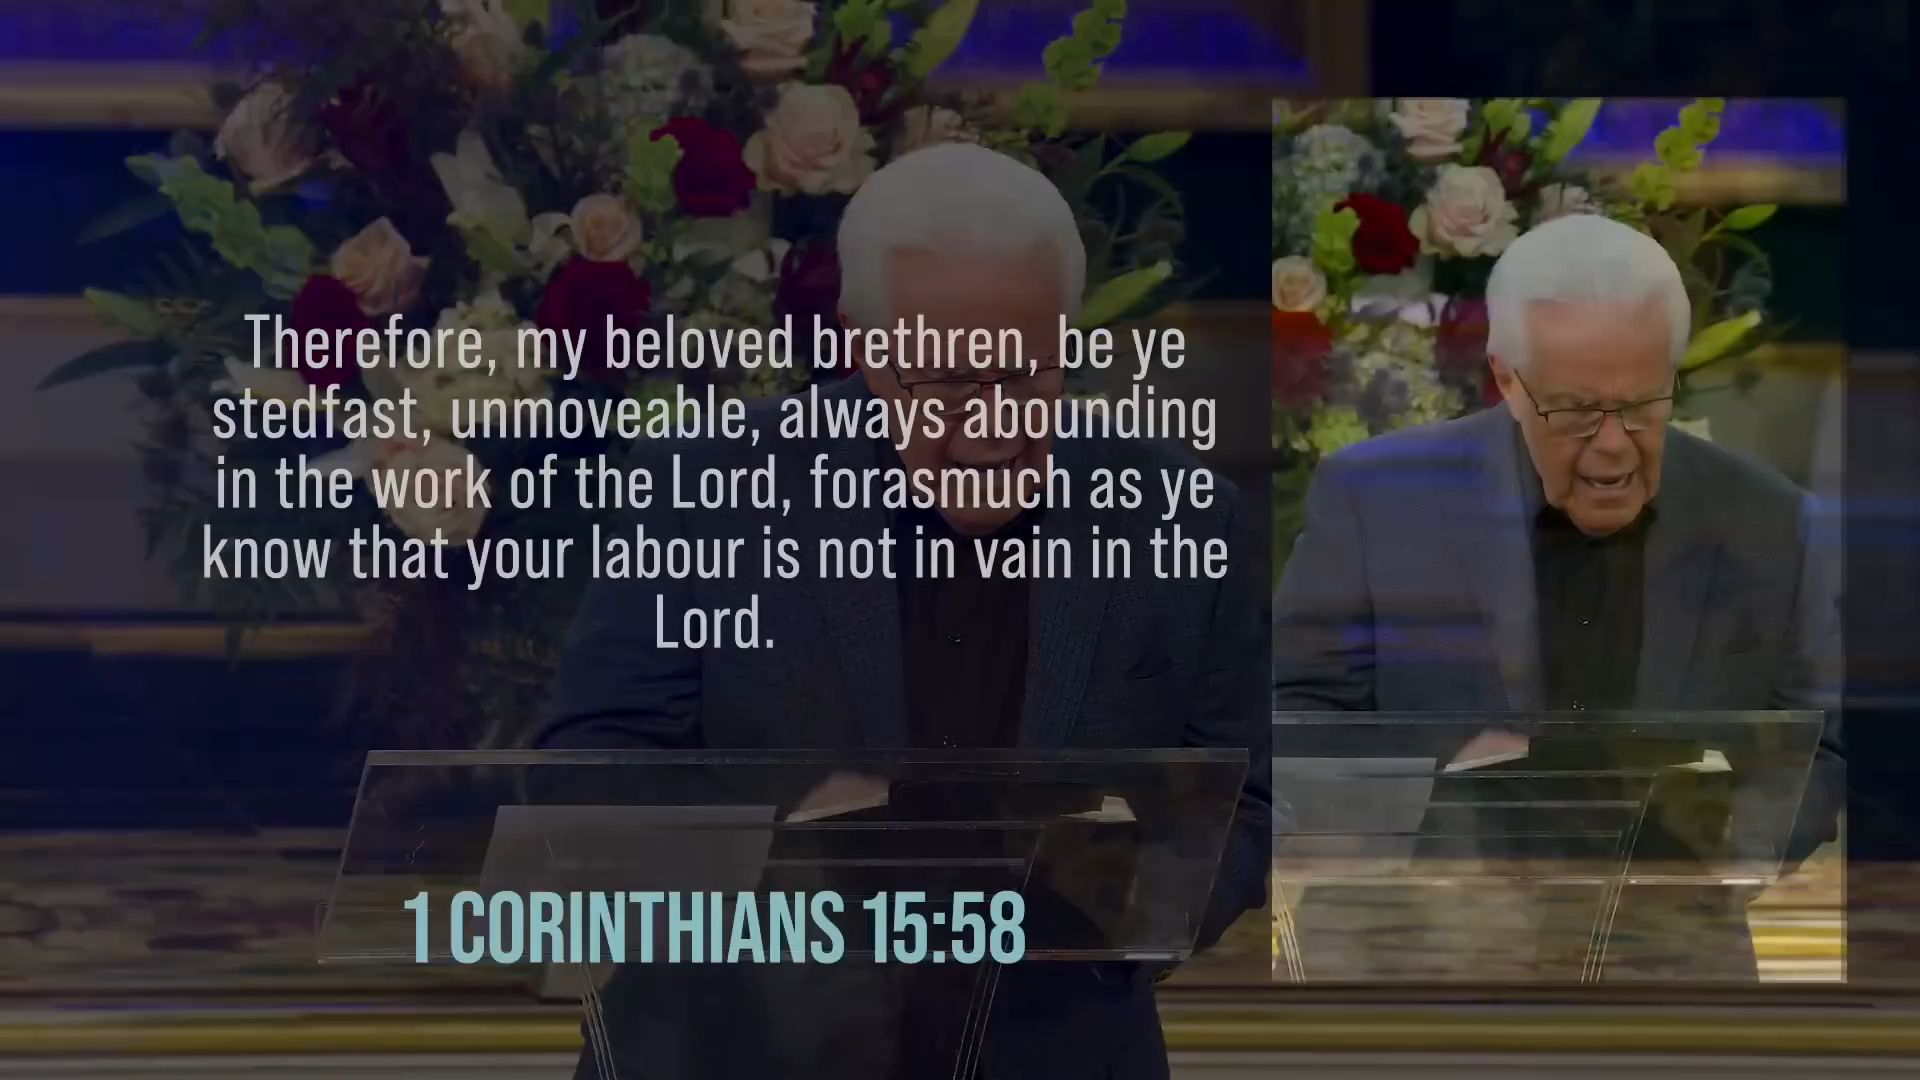 Therefore, my beloved brethren, be ye
stedfast, unmoveable, always abounding
in the work of the Lord, forasmuch as ye
know that your labour is not in vain in the
Lord.
1 CORINTHIANS 15:58